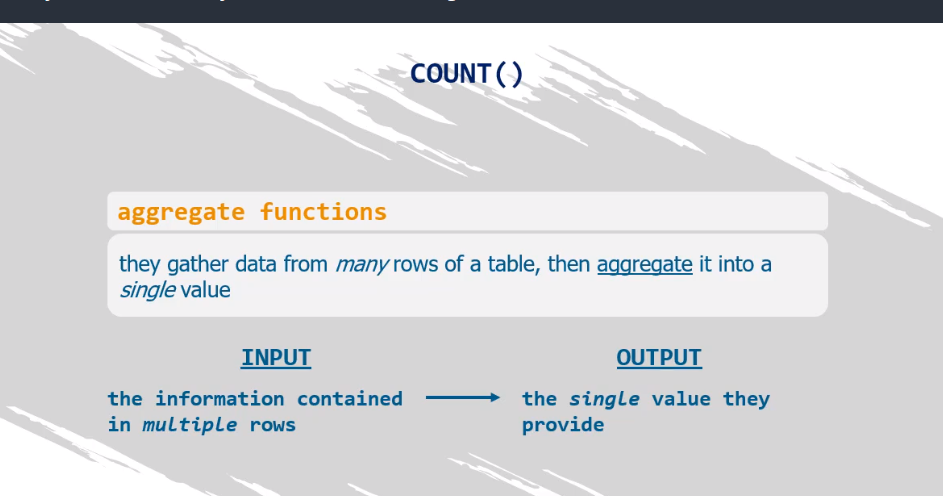 COUNT()
aggregate functions
they gather data from many rows of a table, then aggregate it into a
single value
INPUT
OUTPUT
the information contained
in multiple rows
the single value they
provide